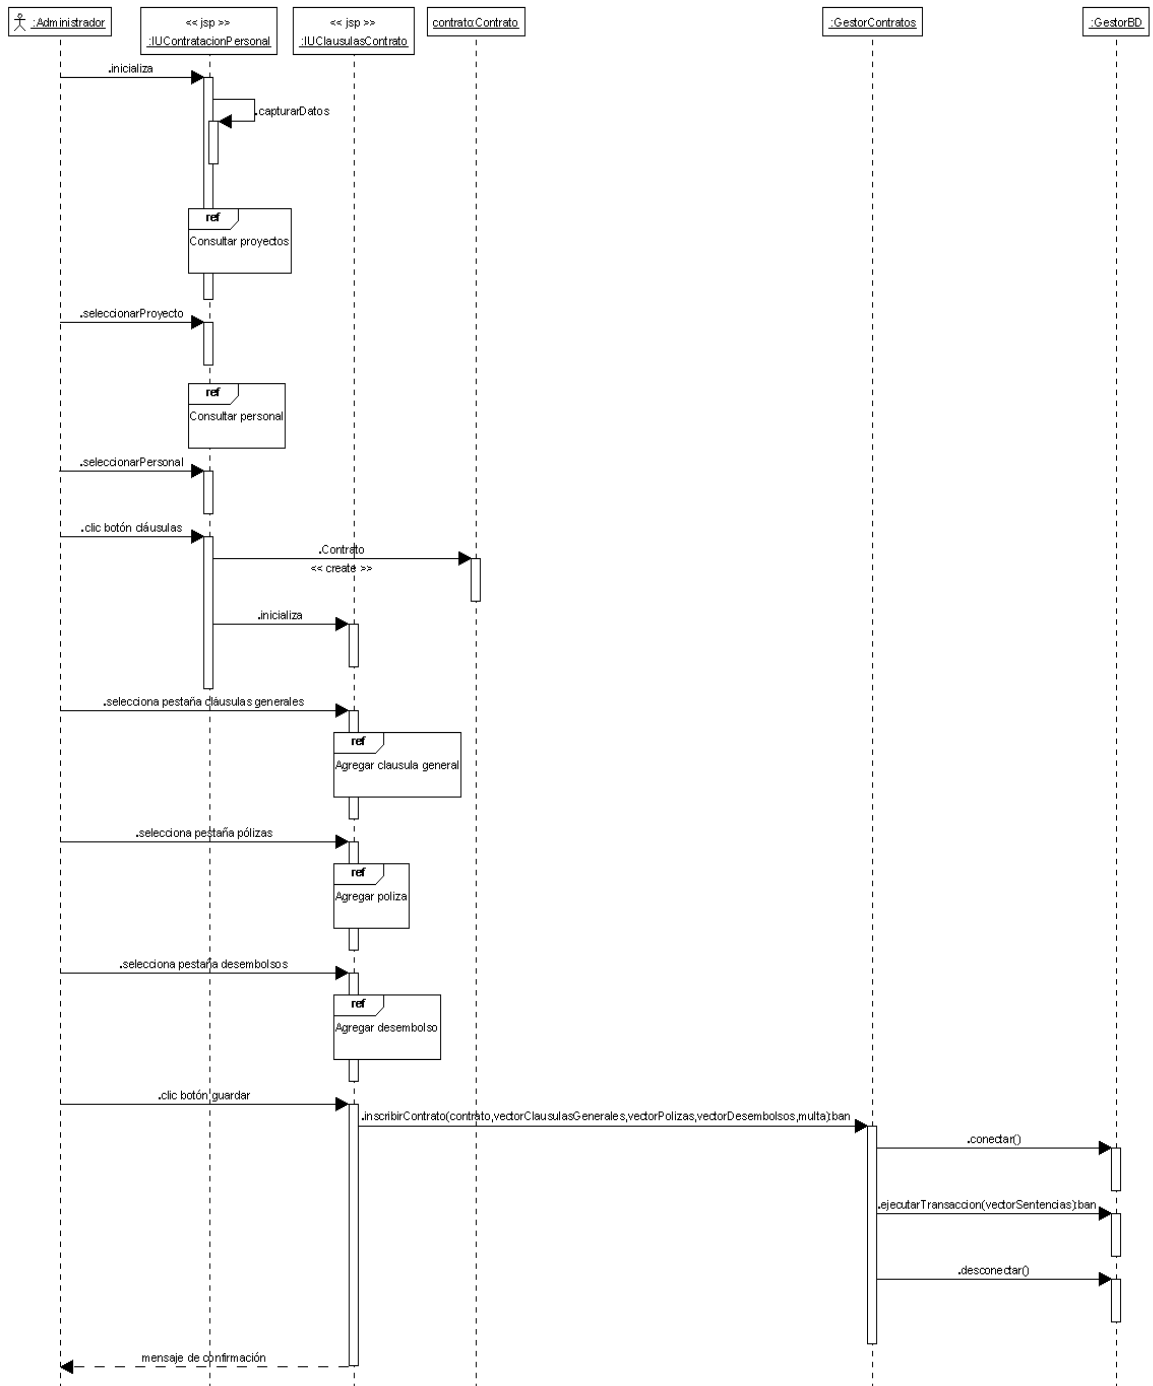 :Administrador
<< jsp >>
:IUContratacionPersonal
<< jsp >>
:IUClausulasContrato
contrato:Contrato
:GestorContratos
:GestorBD
.inicializa
.capturarDatos
ref
Consultar proyectos
.seleccionarProyecto
ref
Consultar personal
.seleccionarPersonal
.clic botón cláusulas
.Contrato
<< create >>
.inicializa
.selecciona pestaña cláusulas generales
ref
Agregar clausula general
.selecciona pestaña pólizas
ref
Agregar poliza
.selecciona pestaña desembolsos
ref
Agregar desembolso
.clic botón guardar
.inscribirContrato(contrato,vectorClausulasGenerales,vectorPolizas,vectorDesembolsos,multa):ban
.conectar()
.ejecutarTransaccion(vectorSentencias):ban
.desconectar()
mensaje de confirmación